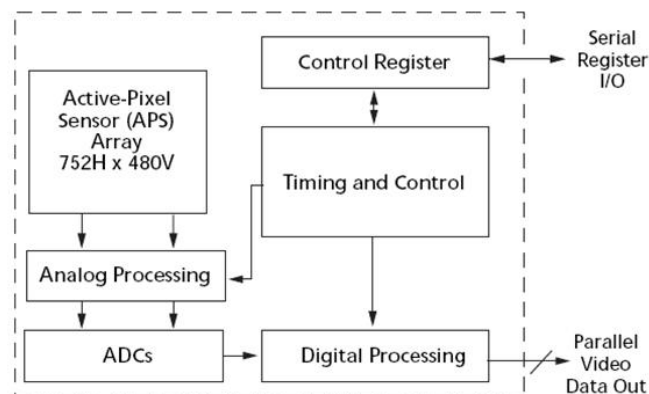 Control Register
Serial
Register
I/O
Active-Pixel
Sensor (APS)
Array
752H x 480V
Timing and Control
Analog Processing
ADCs
Digital Processing
Parallel
Video
Data Out